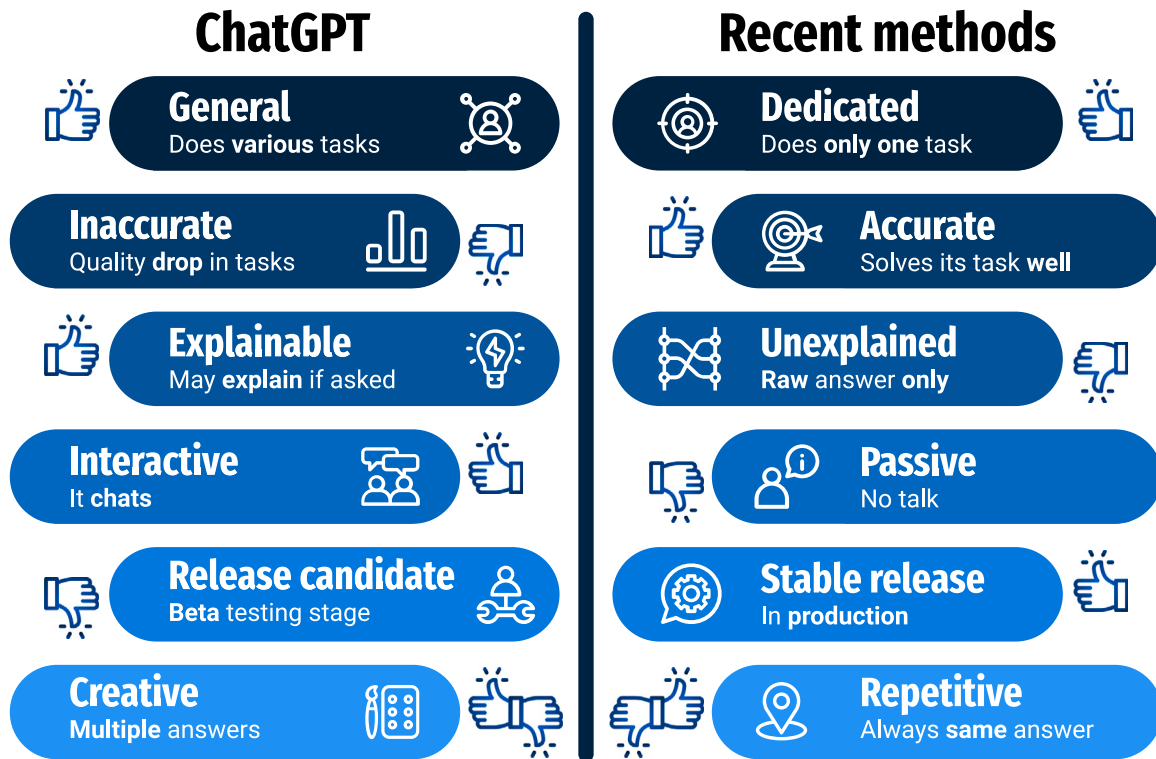 ChatGPT
General
Does various tasks
Inaccurate
Quality drop in tasks
Explainable
May explain if asked
Interactive
It chats
Release candidate
Beta testing stage
Creative
Multiple answers
Recent methods
Dedicated
Does only one task
Accurate
Solves its task well
Unexplained
Raw answer only
Passive
No talk
Stable release
In production
Repetitive
Always same answer